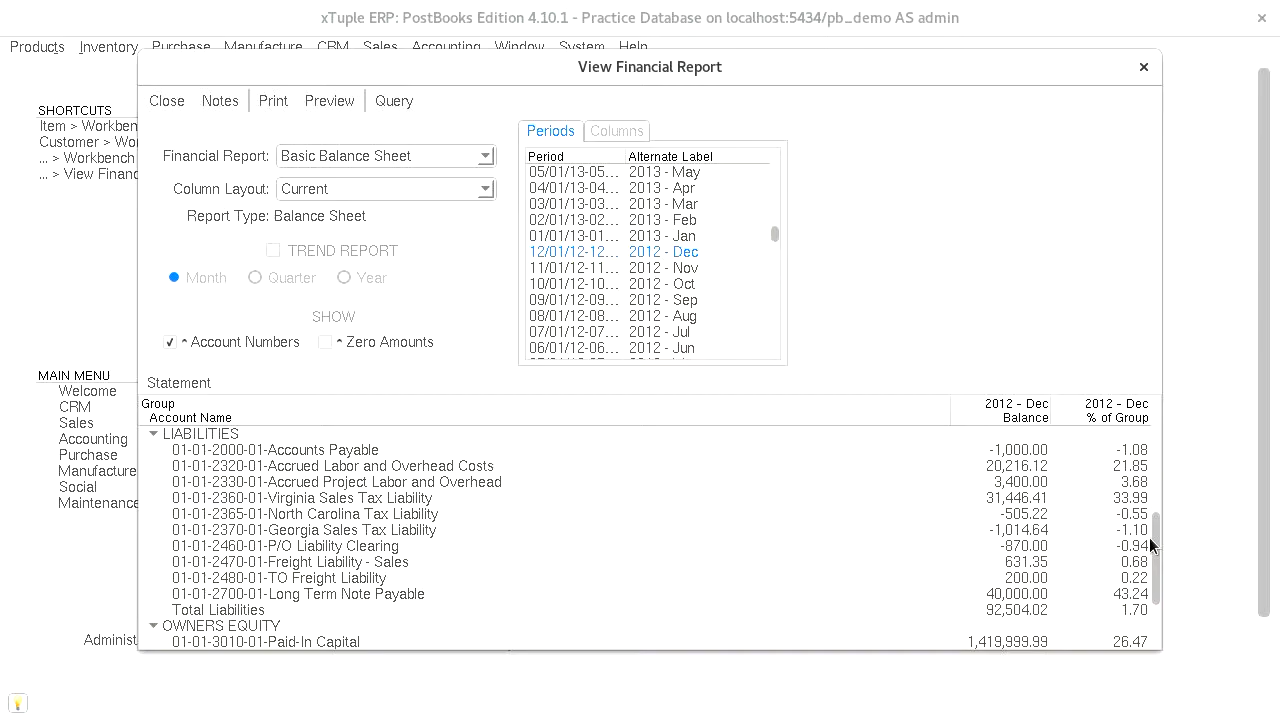 xTuple ERP: PostBooks Edition 4.10.1 - Practice Database on localhost:5434/pb_demo AS admin
Products Inventory Purchase Manufacture CRM Sales Accounting Window System Help
View Financial Report
Close Notes Print Preview Query
SHORTCUTS
Item > Workben
Customer > Wo
... > Workbench
... > View Financ
Financial Report: Basic Balance Sheet
Column Layout: Current
Report Type: Balance Sheet
TREND REPORT
Month Quarter Year
SHOW
^ Account Numbers ^ Zero Amounts
Periods Columns
Period Alternate Label
05/01/13-05... 2013 - May
04/01/13-04... 2013 - Apr
03/01/13-03... 2013 - Mar
02/01/13-02... 2013 - Feb
01/01/13-01... 2013 - Jan
12/01/12-12... 2012 - Dec
11/01/12-11... 2012 - Nov
10/01/12-10... 2012 - Oct
09/01/12-09... 2012 - Sep
08/01/12-08... 2012 - Aug
07/01/12-07... 2012 - Jul
06/01/12-06... 2012 - Jun
MAIN MENU
Welcome
CRM
Sales
Accounting
Purchase
Manufacture
Social
Maintenance
Administ
Statement
Group 2012 - Dec 2012 - Dec
Account Name Balance % of Group
LIABILITIES
01-01-2000-01-Accounts Payable -1,000.00 -1.08
01-01-2320-01-Accrued Labor and Overhead Costs 20,216.12 21.85
01-01-2330-01-Accrued Project Labor and Overhead 3,400.00 3.68
01-01-2360-01-Virginia Sales Tax Liability 31,446.41 33.99
01-01-2365-01-North Carolina Tax Liability -505.22 -0.55
01-01-2370-01-Georgia Sales Tax Liability -1,014.64 -1.10
01-01-2460-01-P/O Liability Clearing -870.00 -0.94
01-01-2470-01-Freight Liability - Sales 631.35 0.68
01-01-2480-01-TO Freight Liability 200.00 0.22
01-01-2700-01-Long Term Note Payable 40,000.00 43.24
Total Liabilities 92,504.02 1.70
OWNERS EQUITY
01-01-3010-01-Paid-In Capital 1,419,999.99 26.47